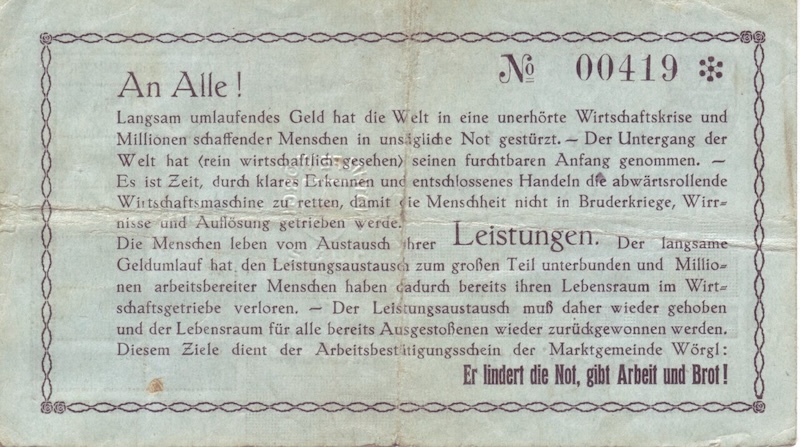 No 00419 *
An Alle!
Langsam umlaufendes Geld hat die Welt in eine unerhörte Wirtschaftskrise und
Millionen schaffender Menschen in unsägliche Not gestürzt. — Der Untergang der
Welt hat (rein wirtschaftlich gesehen) seinen furchtbaren Anfang genommen. —
Es ist Zeit, durch klares Erkennen und entschlossenes Handeln die abwärtsrollende
Wirtschaftsmaschine zu retten, damit die Menschheit nicht in Bruderkriege, Wirr=
nisse und Auflösung getrieben werde.
Die Menschen leben vom Austausch ihrer Leistungen. Der langsame
Geldumlauf hat den Leistungsaustausch zum großen Teil unterbunden und Millio=
nen arbeitsbereiter Menschen haben dadurch bereits ihren Lebensraum im Wirt=
schaftsgetriebe verloren. — Der Leistungsaustausch muß daher wieder gehoben
und der Lebensraum für alle bereits Ausgestoßenen wieder zurückgewonnen werden.
Diesem Ziele dient der Arbeitsbestätigungsschein der Marktgemeinde Wörgl:
Er lindert die Not, gibt Arbeit und Brot!